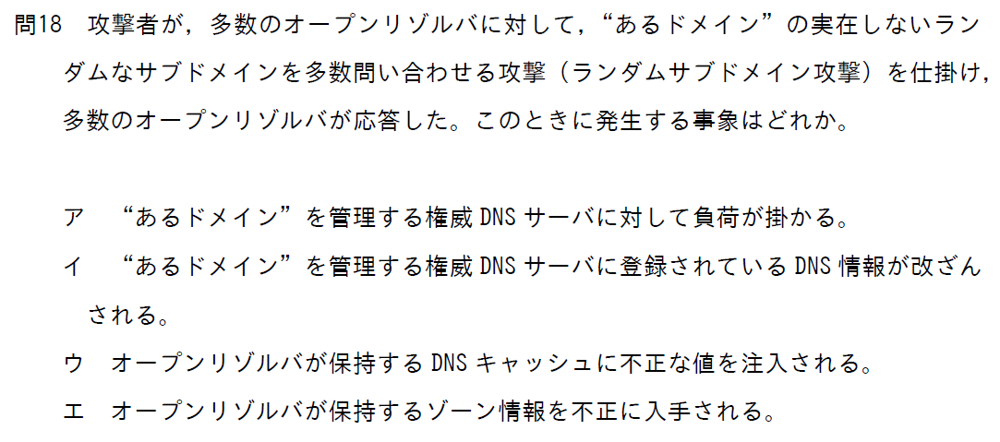 問18 攻撃者が，多数のオープンリゾルバに対して，“あるドメイン”の実在しないラン
ダムなサブドメインを多数問い合わせる攻撃（ランダムサブドメイン攻撃）を仕掛け，
多数のオープンリゾルバが応答した。このときに発生する事象はどれか。
ア “あるドメイン”を管理する権威 DNS サーバに対して負荷が掛かる。
イ “あるドメイン”を管理する権威 DNS サーバに登録されている DNS 情報が改ざん
される。
ウ オープンリゾルバが保持する DNS キャッシュに不正な値を注入される。
エ オープンリゾルバが保持するゾーン情報を不正に入手される。